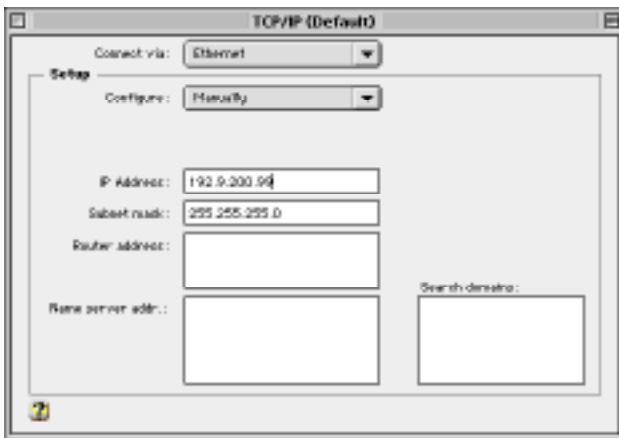 TCP/IP (Default)
Connect via: Ethernet
Setup
Configure: Manually
IP Address: 192.9.200.99
Subnet mask: 255.255.255.0
Router address:
Search domains:
Name server addr.: